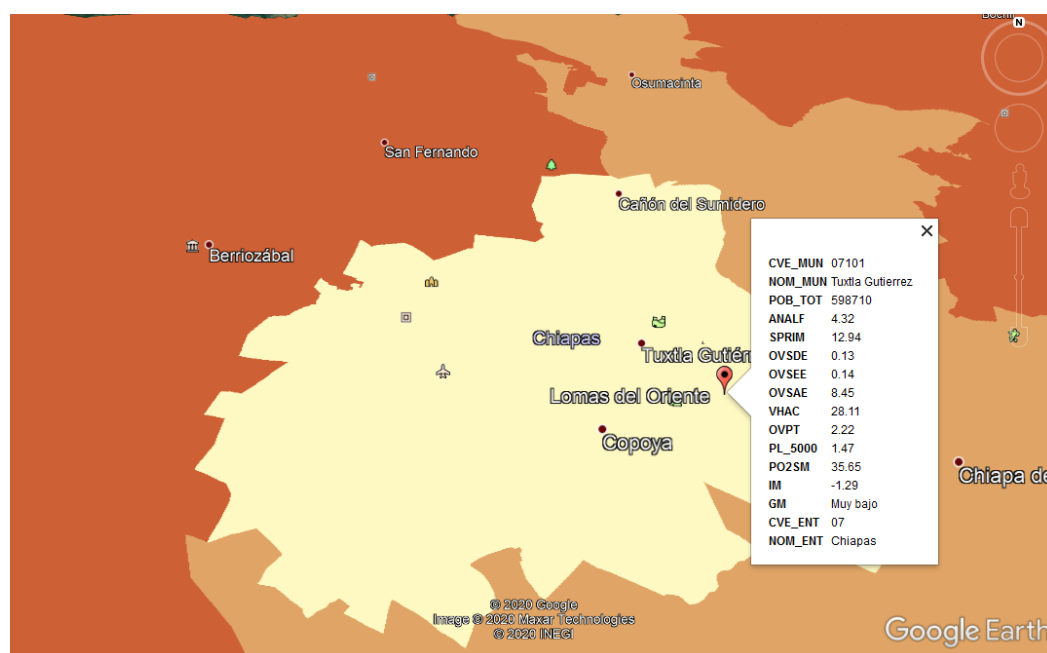 N
Osumacinta
San Fernando
Cañón del Sumidero
Berriozábal
CVE_MUN 07101
NOM_MUN Tuxtla Gutierrez
POB_TOT 598710
ANALF 4.32
SPRIM 12.94
OVSDE 0.13
OVSEE 0.14
OVSAE 8.45
VHAC 28.11
OVPT 2.22
PL_5000 1.47
PO2SM 35.65
IM -1.29
GM Muy bajo
CVE_ENT 07
NOM_ENT Chiapas
Chiapas
Tuxtla Gutiérr
Lomas del Oriente
Copoya
Chiapa de
© 2020 Google
Image © 2020 Maxar Technologies
© 2020 INEGI
Google Earth